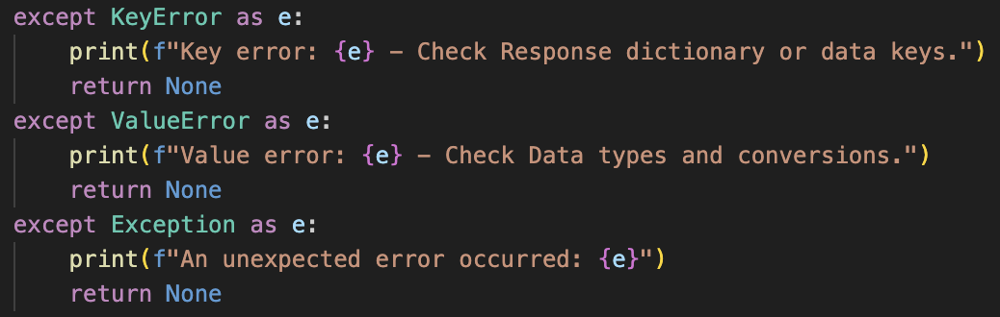 except KeyError as e:
    print(f"Key error: {e} – Check Response dictionary or data keys.")
    return None
except ValueError as e:
    print(f"Value error: {e} – Check Data types and conversions.")
    return None
except Exception as e:
    print(f"An unexpected error occurred: {e}")
    return None